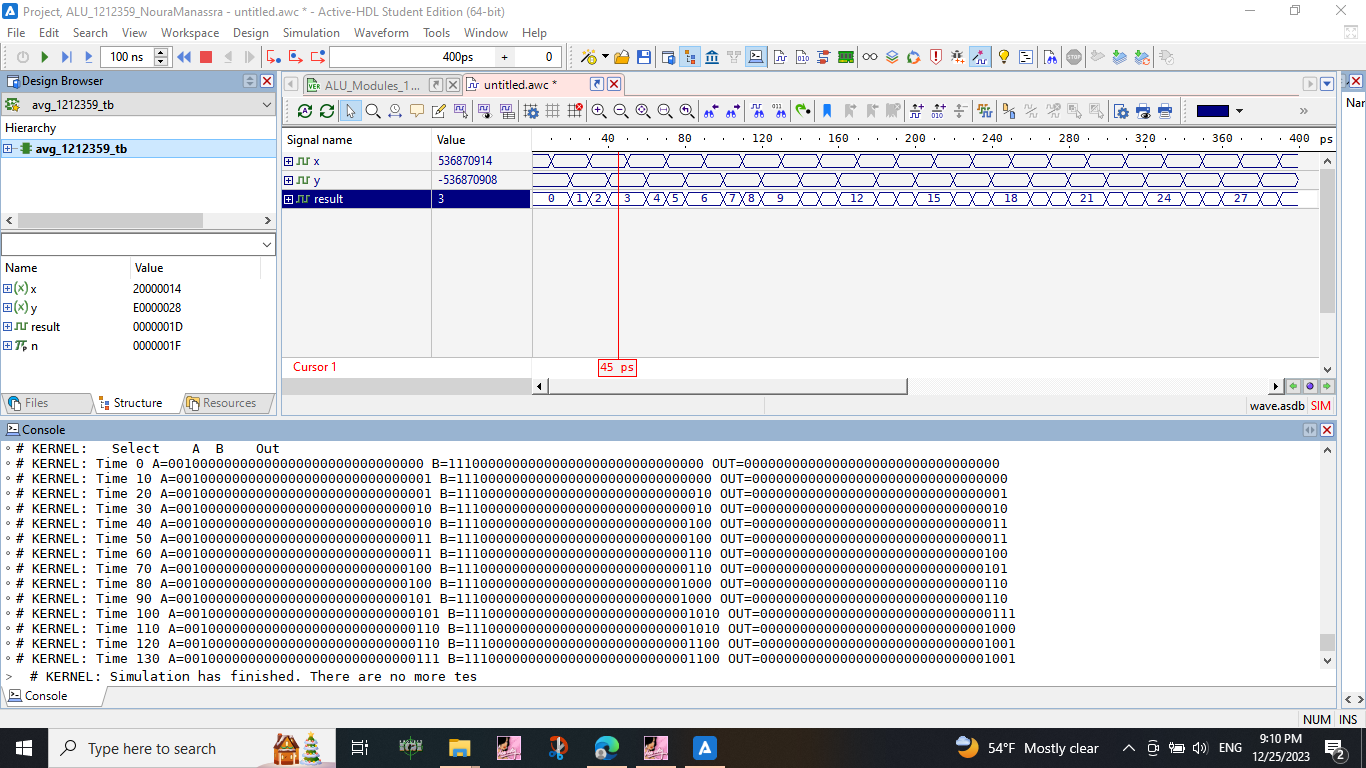 Project, ALU_1212359_NouraManassra - untitled.awc * - Active-HDL Student Edition (64-bit)
File Edit Search View Workspace Design Simulation Waveform Tools Window Help
100 ns 400ps + 0
Design Browser
avg_1212359_tb
Hierarchy
avg_1212359_tb
Name Value
x 20000014
y E0000028
result 0000001D
n 0000001F
Files Structure Resources
ALU_Modules_1... untitled.awc *
Signal name Value 40 80 120 160 200 240 280 320 360 400 ps
x 536870914
y -536870908
result 3 0 1 2 3 4 5 6 7 8 9 12 15 18 21 24 27
Cursor 1 45 ps
wave.asdb SIM
Console
# KERNEL: Select A B Out
# KERNEL: Time 0 A=00100000000000000000000000000000 B=11100000000000000000000000000000 OUT=00000000000000000000000000000000
# KERNEL: Time 10 A=00100000000000000000000000000001 B=11100000000000000000000000000000 OUT=00000000000000000000000000000000
# KERNEL: Time 20 A=00100000000000000000000000000001 B=11100000000000000000000000000010 OUT=00000000000000000000000000000001
# KERNEL: Time 30 A=00100000000000000000000000000010 B=11100000000000000000000000000010 OUT=00000000000000000000000000000010
# KERNEL: Time 40 A=00100000000000000000000000000010 B=11100000000000000000000000000100 OUT=00000000000000000000000000000011
# KERNEL: Time 50 A=00100000000000000000000000000011 B=11100000000000000000000000000100 OUT=00000000000000000000000000000011
# KERNEL: Time 60 A=00100000000000000000000000000011 B=11100000000000000000000000000110 OUT=00000000000000000000000000000100
# KERNEL: Time 70 A=00100000000000000000000000000100 B=11100000000000000000000000000110 OUT=00000000000000000000000000000101
# KERNEL: Time 80 A=00100000000000000000000000000100 B=11100000000000000000000000001000 OUT=00000000000000000000000000000110
# KERNEL: Time 90 A=00100000000000000000000000000101 B=11100000000000000000000000001000 OUT=00000000000000000000000000000110
# KERNEL: Time 100 A=00100000000000000000000000000101 B=11100000000000000000000000001010 OUT=00000000000000000000000000000111
# KERNEL: Time 110 A=00100000000000000000000000000110 B=11100000000000000000000000001010 OUT=00000000000000000000000000001000
# KERNEL: Time 120 A=00100000000000000000000000000110 B=11100000000000000000000000001100 OUT=00000000000000000000000000001001
# KERNEL: Time 130 A=00100000000000000000000000000111 B=11100000000000000000000000001100 OUT=00000000000000000000000000001001
> # KERNEL: Simulation has finished. There are no more tes
Console
NUM INS
Type here to search
54°F Mostly clear ENG 9:10 PM
12/25/2023 2